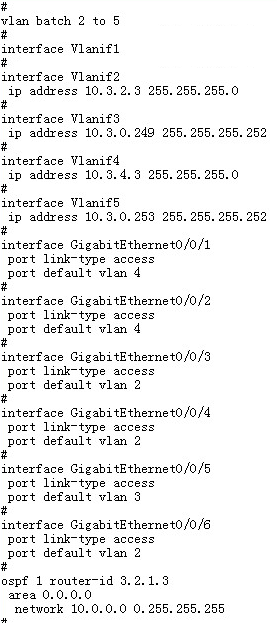 #
vlan batch 2 to 5
#
interface Vlanif1
#
interface Vlanif2
ip address 10.3.2.3 255.255.255.0
#
interface Vlanif3
ip address 10.3.0.249 255.255.255.252
#
interface Vlanif4
ip address 10.3.4.3 255.255.255.0
#
interface Vlanif5
ip address 10.3.0.253 255.255.255.252
#
interface GigabitEthernet0/0/1
port link-type access
port default vlan 4
#
interface GigabitEthernet0/0/2
port link-type access
port default vlan 4
#
interface GigabitEthernet0/0/3
port link-type access
port default vlan 2
#
interface GigabitEthernet0/0/4
port link-type access
port default vlan 2
#
interface GigabitEthernet0/0/5
port link-type access
port default vlan 3
#
interface GigabitEthernet0/0/6
port link-type access
port default vlan 2
#
ospf 1 router-id 3.2.1.3
area 0.0.0.0
network 10.0.0.0 0.255.255.255
#